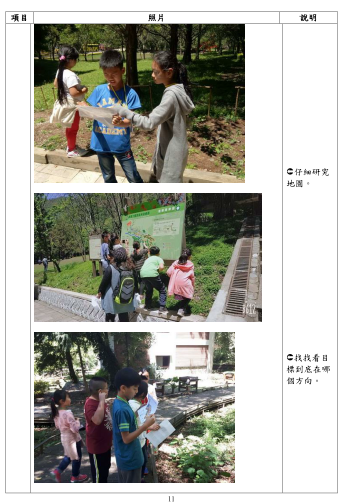 項目 照片 說明
➲仔細研究
地圖。
➲找找看目
標到底在哪
個方向。
11